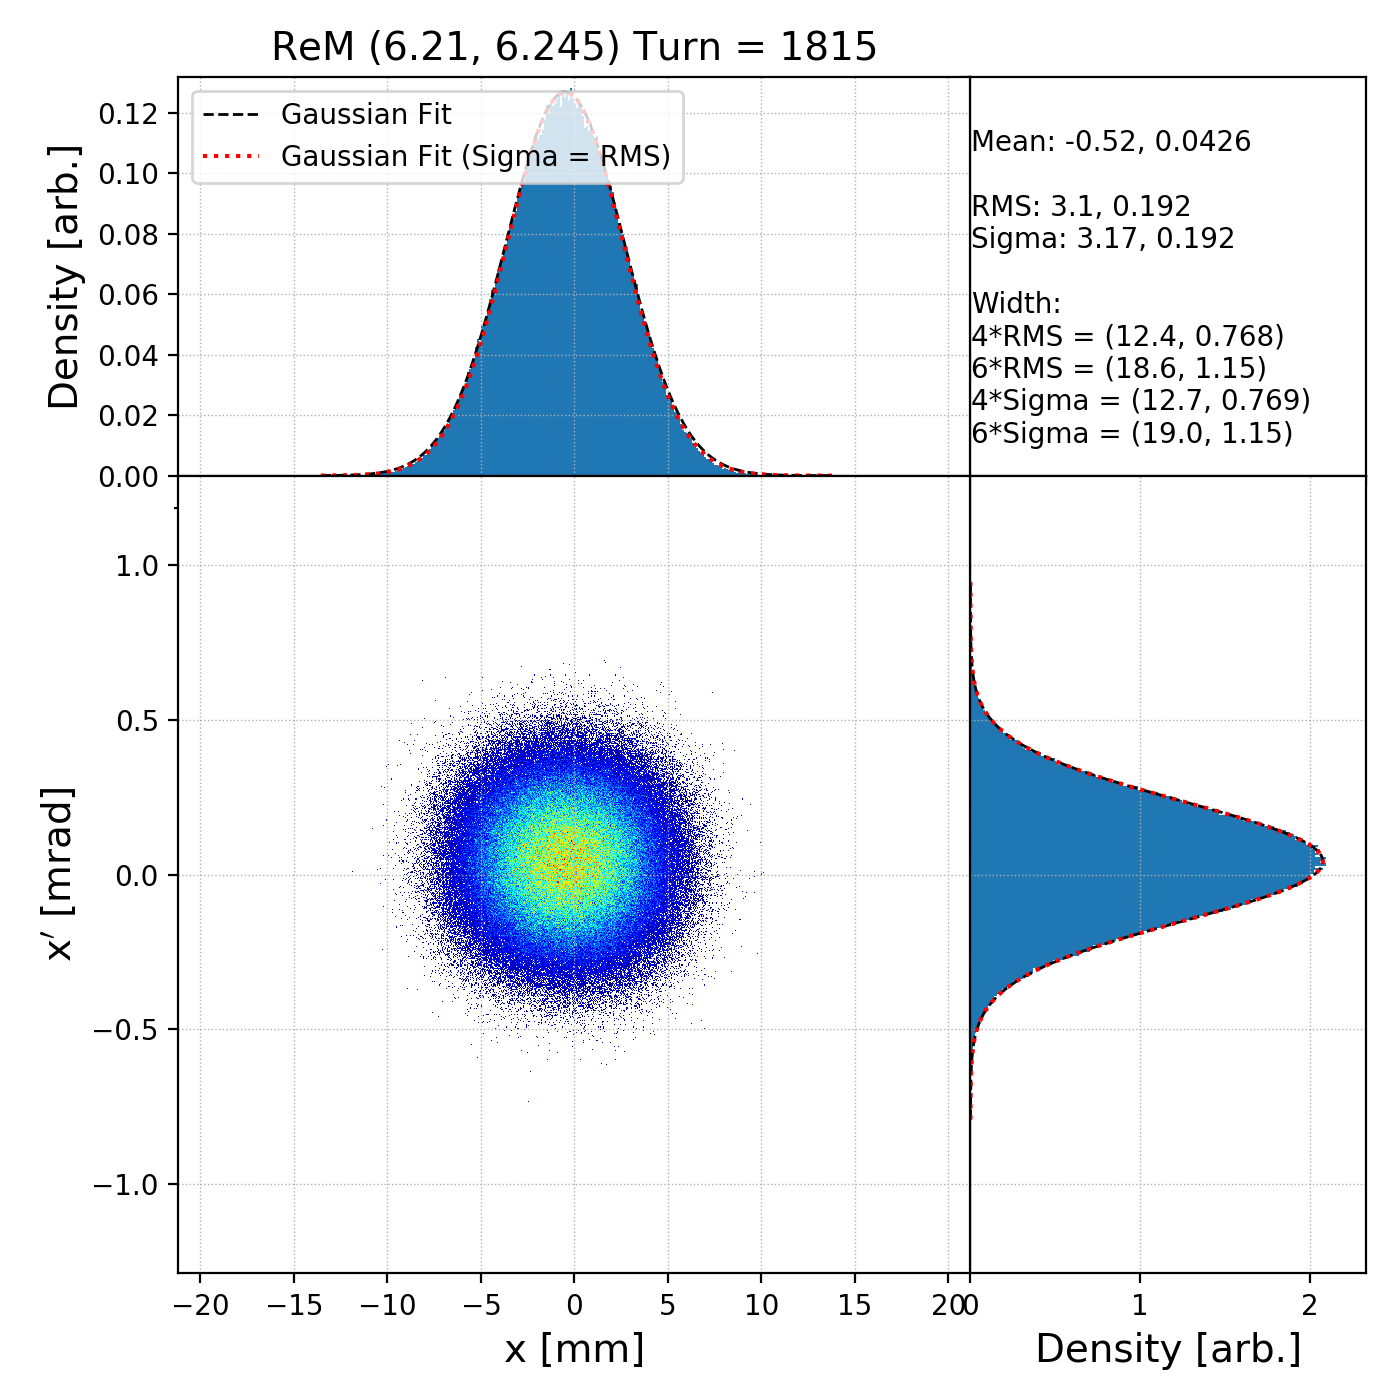 ReM (6.21, 6.245) Turn = 1815
Gaussian Fit
Gaussian Fit (Sigma = RMS)
Density [arb.]
0.12
0.10
0.08
0.06
0.04
0.02
0.00
Mean: -0.52, 0.0426
RMS: 3.1, 0.192
Sigma: 3.17, 0.192
Width:
4*RMS = (12.4, 0.768)
6*RMS = (18.6, 1.15)
4*Sigma = (12.7, 0.769)
6*Sigma = (19.0, 1.15)
x′ [mrad]
1.0
0.5
0.0
−0.5
−1.0
−20 −15 −10 −5 0 5 10 15 20
x [mm]
0 1 2
Density [arb.]